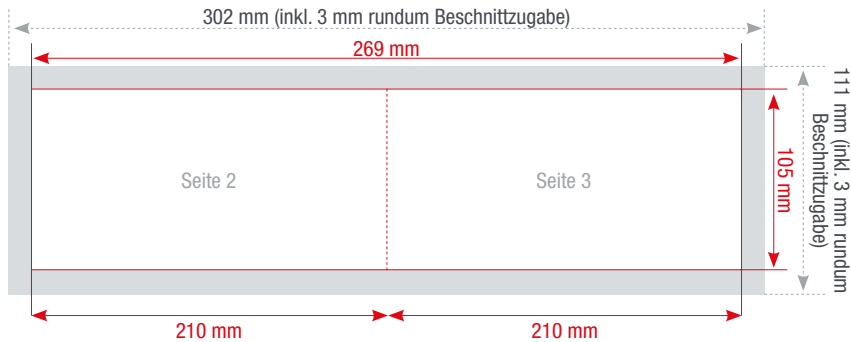 302 mm (inkl. 3 mm rundum Beschnittzugabe)
269 mm
Seite 2
Seite 3
105 mm
111 mm (inkl. 3 mm rundum
Beschnittzugabe)
210 mm
210 mm